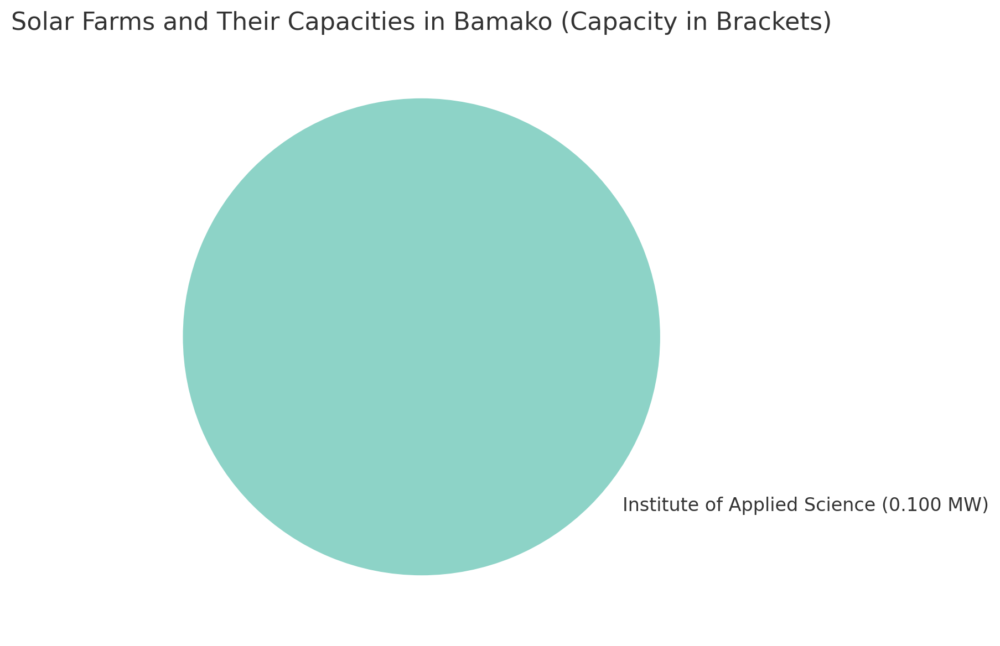 Solar Farms and Their Capacities in Bamako (Capacity in Brackets)
Institute of Applied Science (0.100 MW)